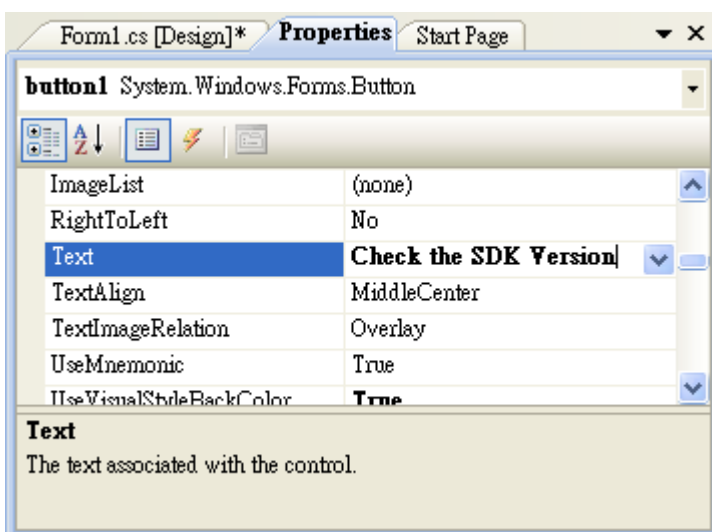 Form1.cs [Design]* Properties Start Page
button1 System.Windows.Forms.Button
ImageList (none)
RightToLeft No
Text Check the SDK Version
TextAlign MiddleCenter
TextImageRelation Overlay
UseMnemonic True
UseVisualStyleBackColor True
Text
The text associated with the control.